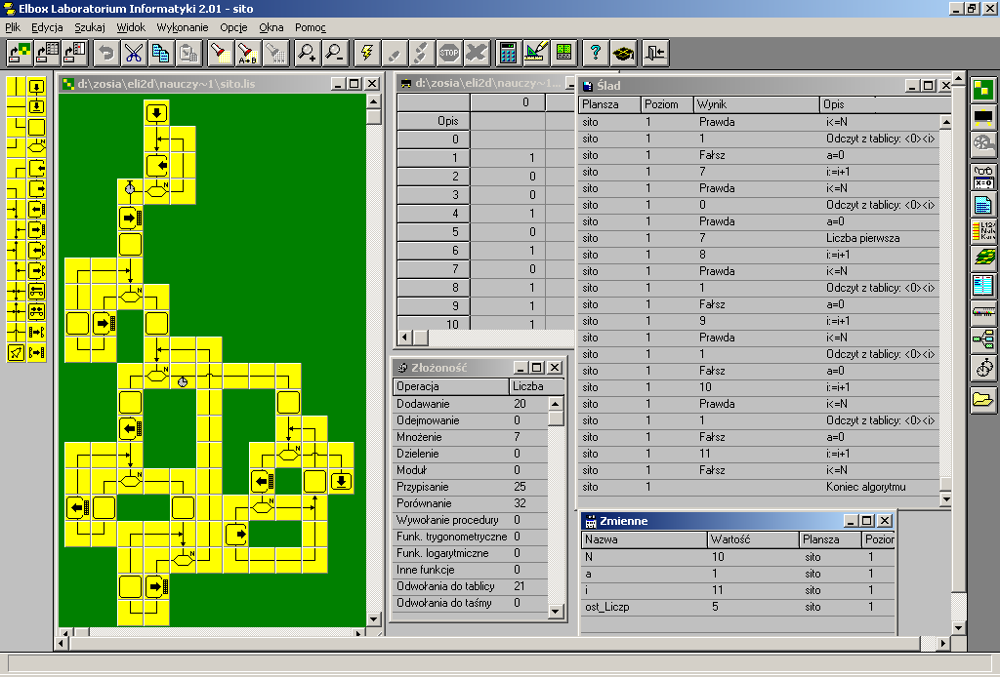 Elbox Laboratorium Informatyki 2.01 - sito
Plik Edycja Szukaj Widok Wykonanie Opcje Okna Pomoc
A→B STOP ?
d:\zosia\eli2d\nauczy~1\sito.lis
N
N
N
N
N
N
N
N
d:\zosia\eli2d\nauczy~1\...
0
Opis
0
1 1
2 0
3 0
4 1
5 0
6 1
7 0
8 1
9 1
10 1
Złożoność
Operacja Liczba
Dodawanie 20
Odejmowanie 0
Mnożenie 7
Dzielenie 0
Moduł 0
Przypisanie 25
Porównanie 32
Wywołanie procedury 0
Funk. trygonometryczne 0
Funk. logarytmiczne 0
Inne funkcje 0
Odwołania do tablicy 21
Odwołania do taśmy 0
Ślad
Plansza Poziom Wynik Opis
sito 1 Prawda i<=N
sito 1 1 Odczyt z tablicy: <0><i>
sito 1 Fałsz a=0
sito 1 7 i:=i+1
sito 1 Prawda i<=N
sito 1 0 Odczyt z tablicy: <0><i>
sito 1 Prawda a=0
sito 1 7 Liczba pierwsza
sito 1 8 i:=i+1
sito 1 Prawda i<=N
sito 1 1 Odczyt z tablicy: <0><i>
sito 1 Fałsz a=0
sito 1 9 i:=i+1
sito 1 Prawda i<=N
sito 1 1 Odczyt z tablicy: <0><i>
sito 1 Fałsz a=0
sito 1 10 i:=i+1
sito 1 Prawda i<=N
sito 1 1 Odczyt z tablicy: <0><i>
sito 1 Fałsz a=0
sito 1 11 i:=i+1
sito 1 Fałsz i<=N
sito 1 Koniec algorytmu
Zmienne
Nazwa Wartość Plansza Pozior
N 10 sito 1
a 1 sito 1
i 11 sito 1
ost_Liczp 5 sito 1
x=0